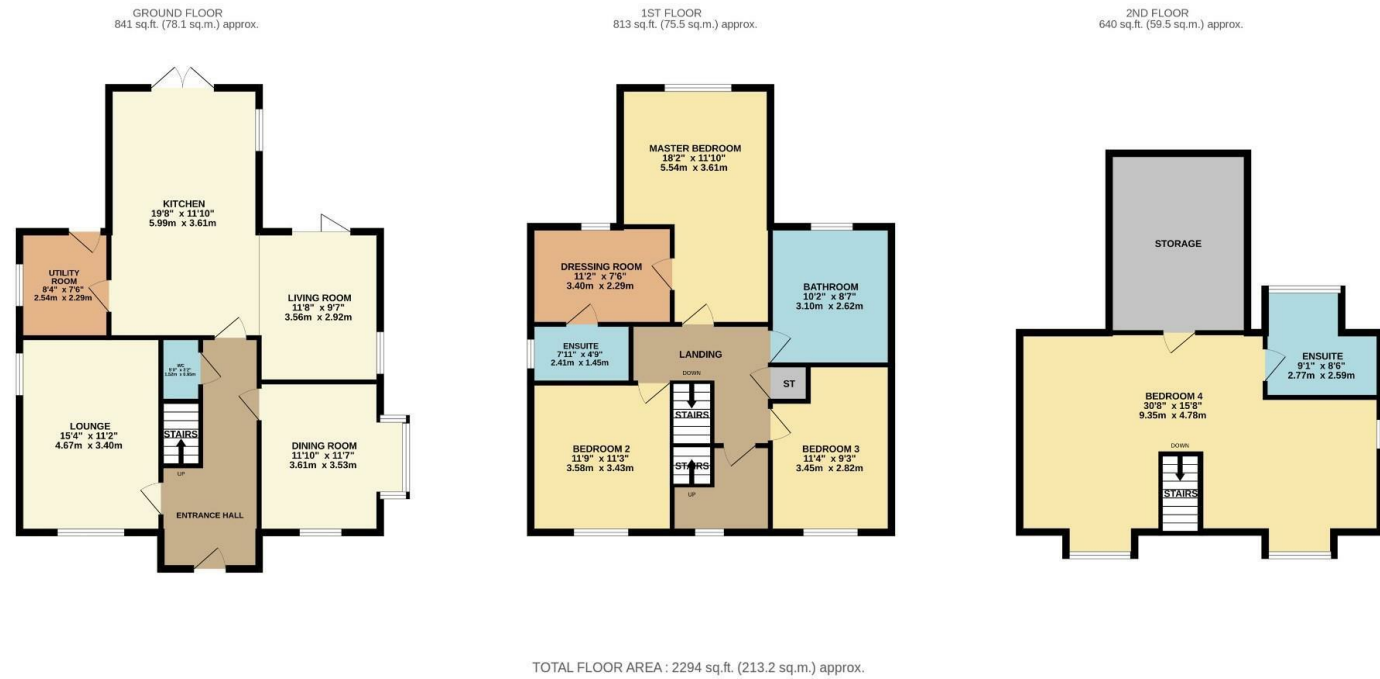 GROUND FLOOR
841 sq.ft. (78.1 sq.m.) approx.
KITCHEN
19'8" x 11'10"
5.99m x 3.61m
UTILITY
ROOM
8'4" x 7'6"
2.54m x 2.29m
LIVING ROOM
11'8" x 9'7"
3.56m x 2.92m
WC
LOUNGE
15'4" x 11'2"
4.67m x 3.40m
STAIRS
UP
DINING ROOM
11'10" x 11'7"
3.61m x 3.53m
ENTRANCE HALL
1ST FLOOR
813 sq.ft. (75.5 sq.m.) approx.
MASTER BEDROOM
18'2" x 11'10"
5.54m x 3.61m
DRESSING ROOM
11'2" x 7'6"
3.40m x 2.29m
BATHROOM
10'2" x 8'7"
3.10m x 2.62m
ENSUITE
7'11" x 4'9"
2.41m x 1.45m
LANDING
DOWN
ST
STAIRS
BEDROOM 2
11'9" x 11'3"
3.58m x 3.43m
STAIRS
UP
BEDROOM 3
11'4" x 9'3"
3.45m x 2.82m
2ND FLOOR
640 sq.ft. (59.5 sq.m.) approx.
STORAGE
ENSUITE
9'1" x 8'6"
2.77m x 2.59m
BEDROOM 4
30'8" x 15'8"
9.35m x 4.78m
DOWN
STAIRS
TOTAL FLOOR AREA : 2294 sq.ft. (213.2 sq.m.) approx.